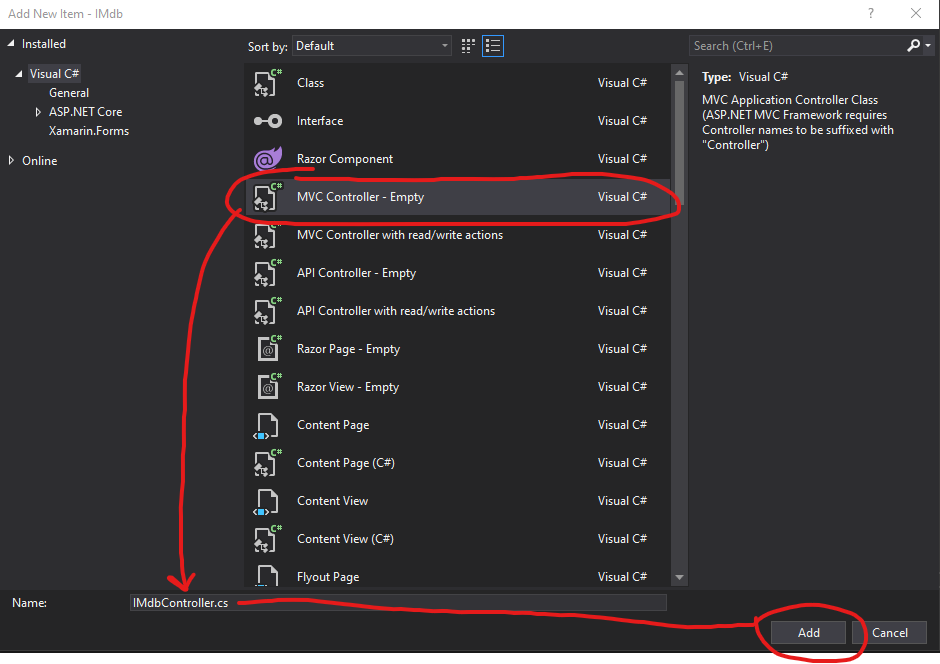 Add New Item - IMdb
?
Installed
Visual C#
General
ASP.NET Core
Xamarin.Forms
Online
Sort by: Default
Search (Ctrl+E)
C# Class Visual C#
Interface Visual C#
@ Razor Component Visual C#
C# MVC Controller - Empty Visual C#
MVC Controller with read/write actions Visual C#
C# API Controller - Empty Visual C#
C# API Controller with read/write actions Visual C#
C# @ Razor Page - Empty Visual C#
C# @ Razor View - Empty Visual C#
Content Page Visual C#
C# Content Page (C#) Visual C#
Content View Visual C#
C# Content View (C#) Visual C#
Flyout Page Visual C#
Type: Visual C#
MVC Application Controller Class
(ASP.NET MVC Framework requires
Controller names to be suffixed with
"Controller")
Name: IMdbController.cs
Add Cancel